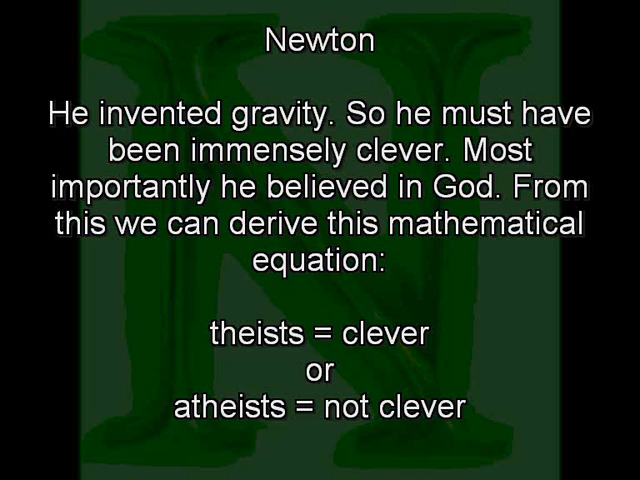 Newton
He invented gravity. So he must have
been immensely clever. Most
importantly he believed in God. From
this we can derive this mathematical
equation:
theists = clever
or
atheists = not clever
N